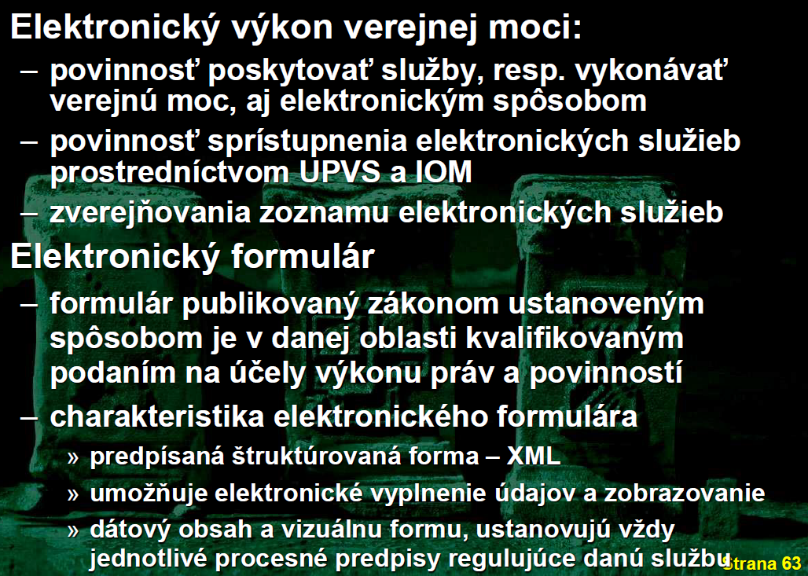 Elektronický výkon verejnej moci:
– povinnosť poskytovať služby, resp. vykonávať
verejnú moc, aj elektronickým spôsobom
– povinnosť sprístupnenia elektronických služieb
prostredníctvom UPVS a IOM
– zverejňovania zoznamu elektronických služieb
Elektronický formulár
– formulár publikovaný zákonom ustanoveným
spôsobom je v danej oblasti kvalifikovaným
podaním na účely výkonu práv a povinností
– charakteristika elektronického formulára
» predpísaná štruktúrovaná forma – XML
» umožňuje elektronické vyplnenie údajov a zobrazovanie
» dátový obsah a vizuálnu formu, ustanovujú vždy
jednotlivé procesné predpisy regulujúce danú službu
Strana 63